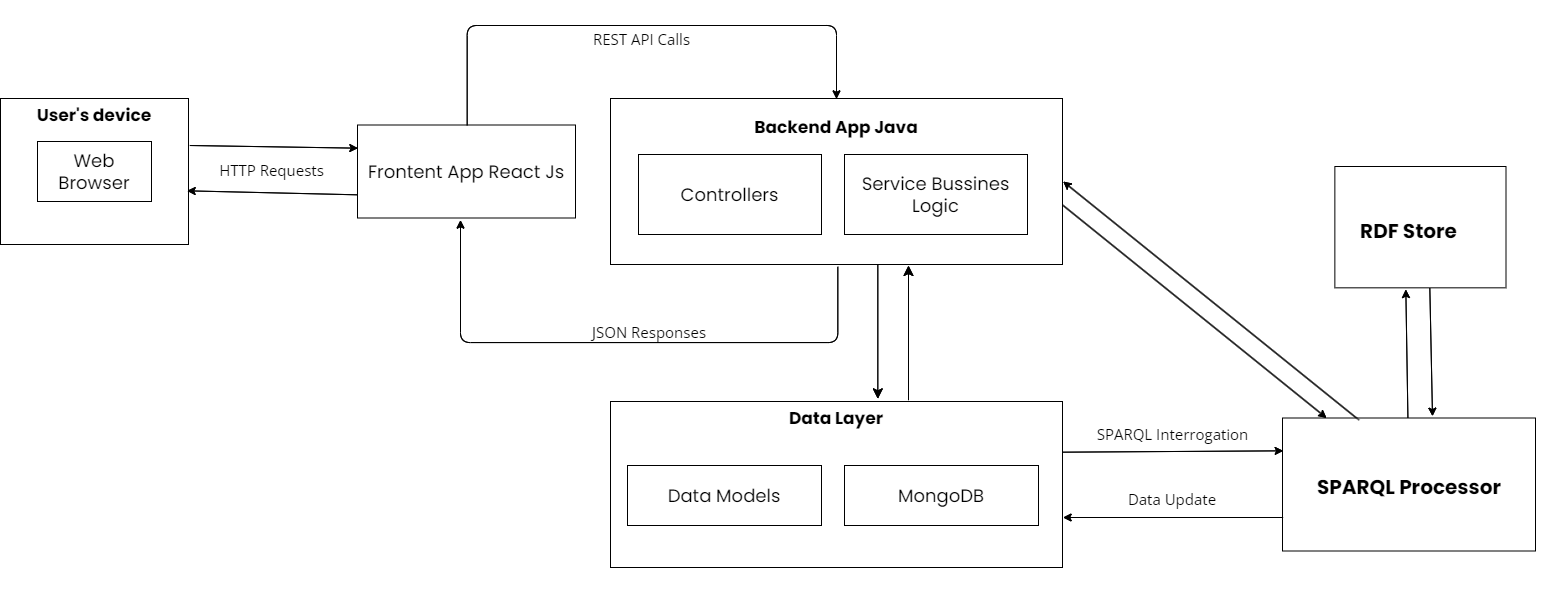 REST API Calls
User's device
Web
Browser
HTTP Requests
Frontent App React Js
Backend App Java
Controllers
Service Bussines
Logic
RDF Store
JSON Responses
Data Layer
Data Models
MongoDB
SPARQL Interrogation
Data Update
SPARQL Processor